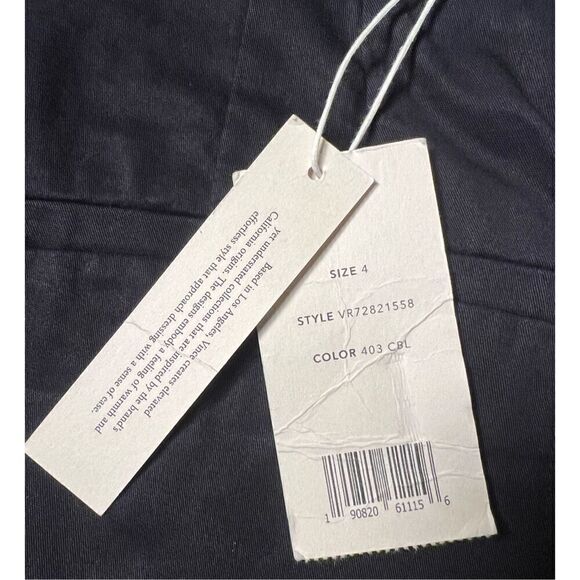 Based in Los Angeles, Vince creates elevated
yet understated collections that are inspired by the brand's
California origins. The designs embody a feeling of warmth and
effortless style that approach dressing with a sense of ease.
SIZE 4
STYLE VR72821558
COLOR 403 CBL
1 90820 61115 6